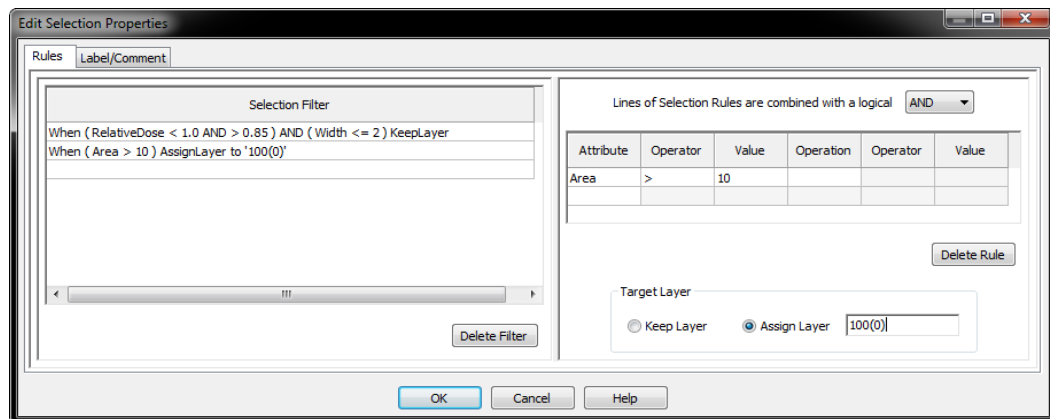 Edit Selection Properties
Rules Label/Comment
Selection Filter
When ( RelativeDose < 1.0 AND > 0.85 ) AND ( Width <= 2 ) KeepLayer
When ( Area > 10 ) AssignLayer to '100(0)'
Delete Filter
Lines of Selection Rules are combined with a logical AND
Attribute Operator Value Operation Operator Value
Area > 10
Delete Rule
Target Layer
Keep Layer Assign Layer 100(0)
OK Cancel Help